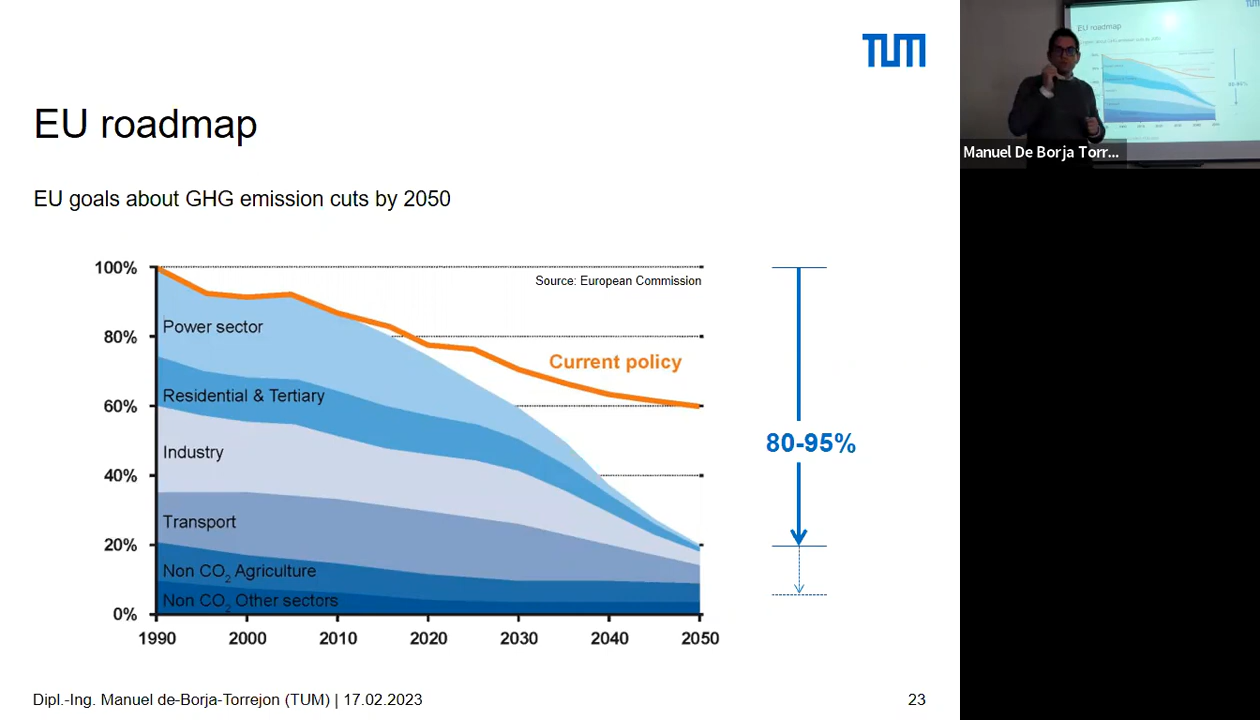 TUM
EU roadmap
EU goals about GHG emission cuts by 2050
100%
80%
60%
40%
20%
0%
Source: European Commission
Current policy
Power sector
Residential & Tertiary
Industry
Transport
Non CO2 Agriculture
Non CO2 Other sectors
1990 2000 2010 2020 2030 2040 2050
80-95%
Dipl.-Ing. Manuel de-Borja-Torrejon (TUM) | 17.02.2023
23
EU roadmap
Manuel De Borja Torr...